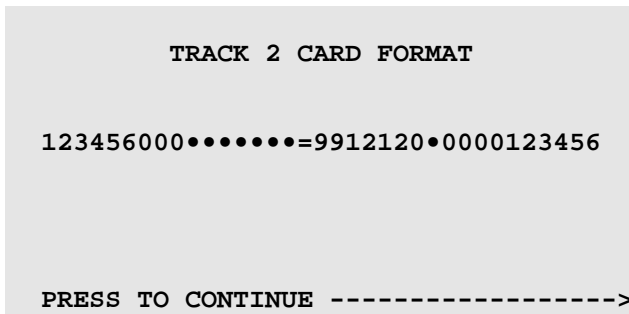 TRACK 2 CARD FORMAT
123456000•••••••=9912120•0000123456
PRESS TO CONTINUE ------------------>